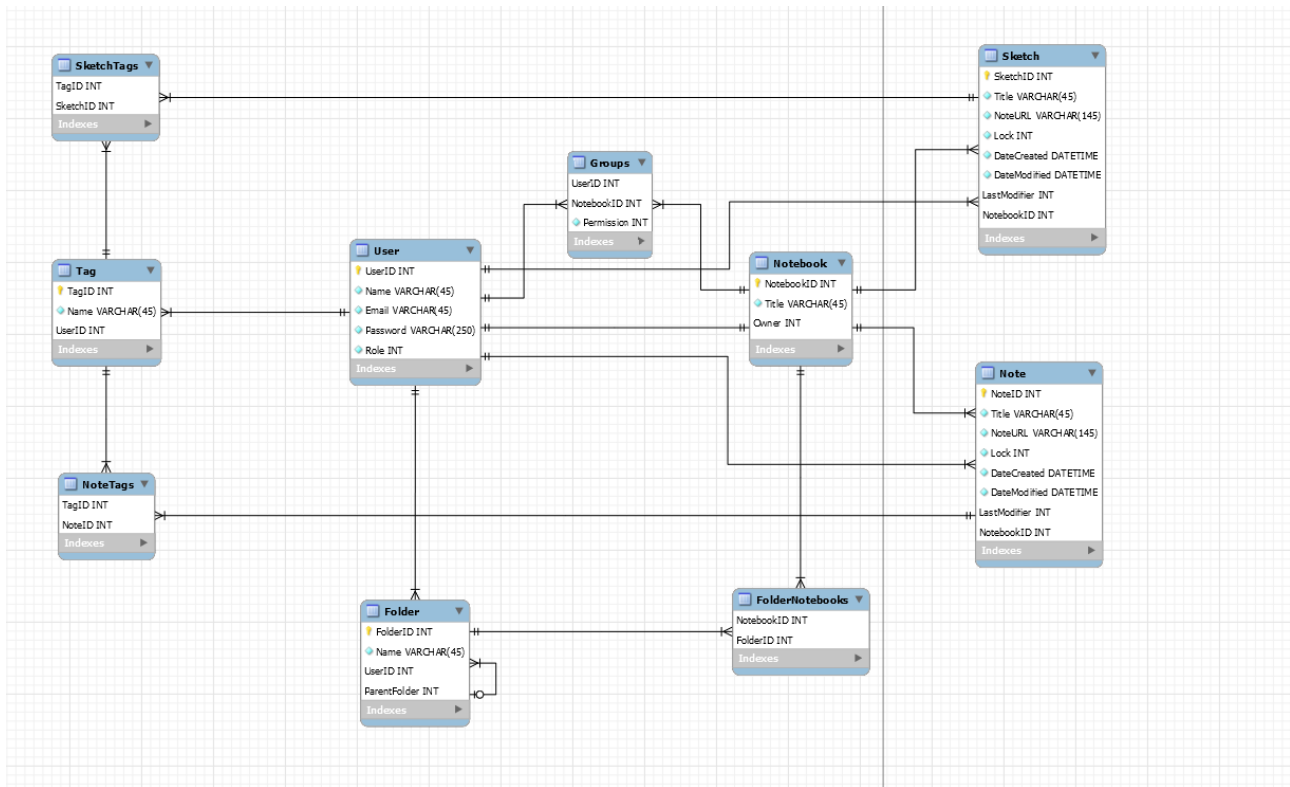 SketchTags
TagID INT
SketchID INT
Indexes
Sketch
SketchID INT
Title VARCHAR(45)
NoteURL VARCHAR(145)
Lock INT
DateCreated DATETIME
DateModified DATETIME
LastModifier INT
NotebookID INT
Indexes
Groups
UserID INT
NotebookID INT
Permission INT
Indexes
User
UserID INT
Name VARCHAR(45)
Email VARCHAR(45)
Password VARCHAR(250)
Role INT
Indexes
Notebook
NotebookID INT
Title VARCHAR(45)
Owner INT
Indexes
Tag
TagID INT
Name VARCHAR(45)
UserID INT
Indexes
Note
NoteID INT
Title VARCHAR(45)
NoteURL VARCHAR(145)
Lock INT
DateCreated DATETIME
DateModified DATETIME
LastModifier INT
NotebookID INT
Indexes
NoteTags
TagID INT
NoteID INT
Indexes
Folder
FolderID INT
Name VARCHAR(45)
UserID INT
ParentFolder INT
Indexes
FolderNotebooks
NotebookID INT
FolderID INT
Indexes